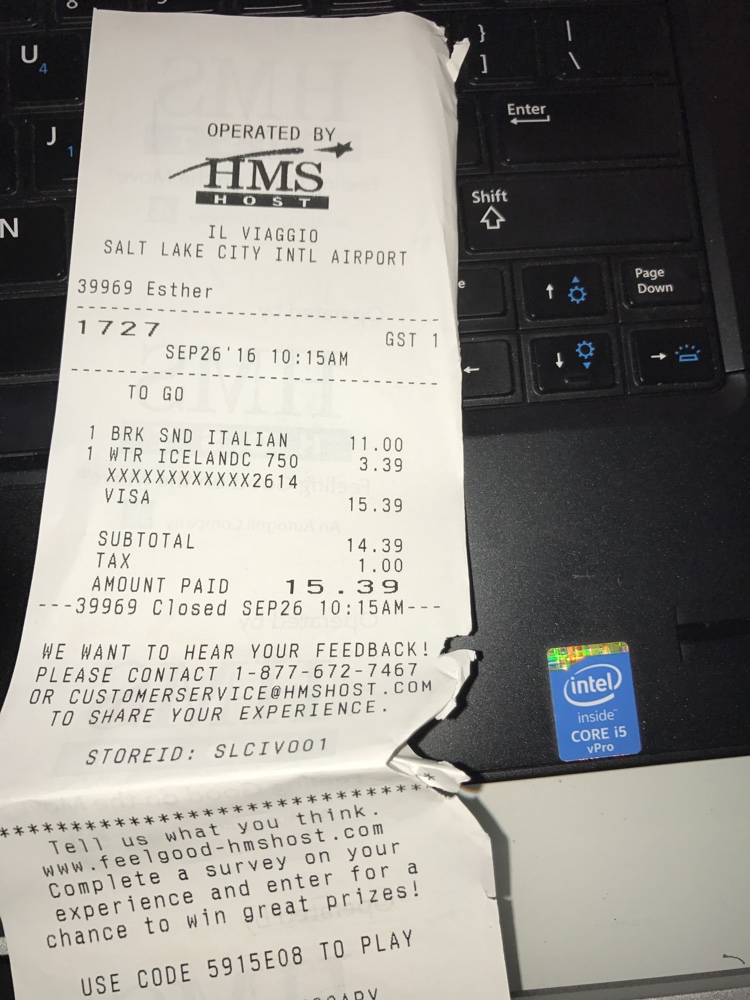 8
U
4
}
]
|
\
Enter
J
1
Shift
N
Page
Down
OPERATED BY
HMS
HOST
IL VIAGGIO
SALT LAKE CITY INTL AIRPORT
39969 Esther
1727 GST 1
SEP26'16 10:15AM
TO GO
1 BRK SND ITALIAN 11.00
1 WTR ICELANDC 750 3.39
XXXXXXXXXXXX2614
VISA 15.39
SUBTOTAL 14.39
TAX 1.00
AMOUNT PAID 15.39
---39969 Closed SEP26 10:15AM---
WE WANT TO HEAR YOUR FEEDBACK!
PLEASE CONTACT 1-877-672-7467
OR CUSTOMERSERVICE@HMSHOST.COM
TO SHARE YOUR EXPERIENCE.
STOREID: SLCIV001
Tell us what you think.
www.feelgood-hmshost.com
Complete a survey on your
experience and enter for a
chance to win great prizes!
USE CODE 5915E08 TO PLAY
intel
inside™
CORE i5
vPro